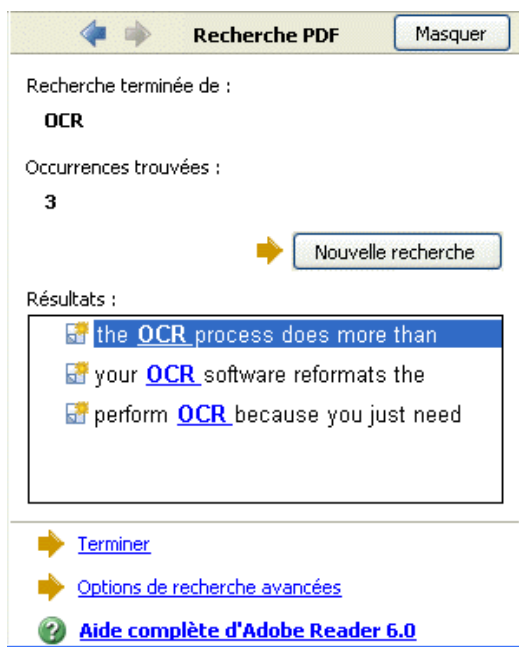 Recherche PDF Masquer
Recherche terminée de :
OCR
Occurrences trouvées :
3
Nouvelle recherche
Résultats :
the OCR process does more than
your OCR software reformats the
perform OCR because you just need
Terminer
Options de recherche avancées
Aide complète d'Adobe Reader 6.0